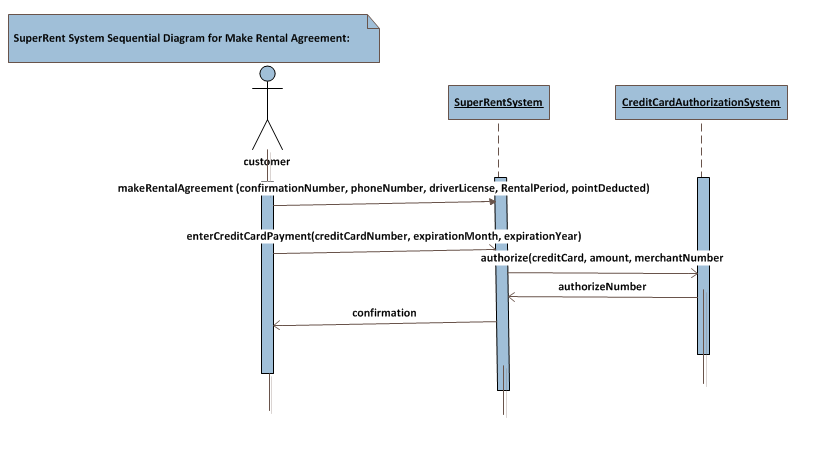 SuperRent System Sequential Diagram for Make Rental Agreement:
SuperRentSystem
CreditCardAuthorizationSystem
customer
makeRentalAgreement (confirmationNumber, phoneNumber, driverLicense, RentalPeriod, pointDeducted)
enterCreditCardPayment(creditCardNumber, expirationMonth, expirationYear)
authorize(creditCard, amount, merchantNumber
authorizeNumber
confirmation